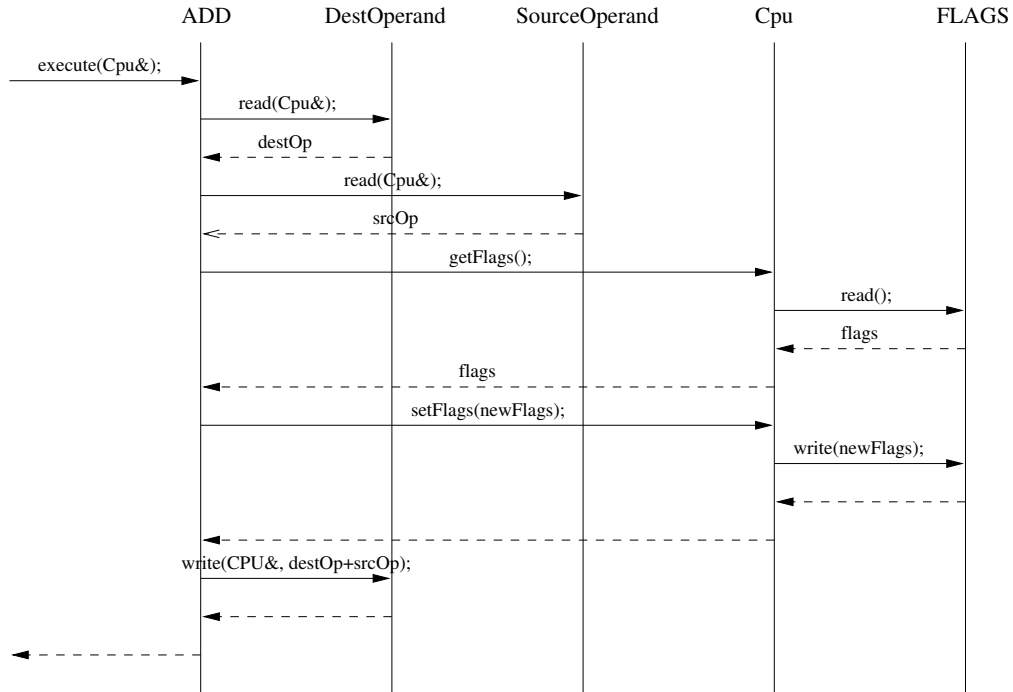 ADD DestOperand SourceOperand Cpu FLAGS
execute(Cpu&);
read(Cpu&);
destOp
read(Cpu&);
srcOp
getFlags();
read();
flags
flags
setFlags(newFlags);
write(newFlags);
write(CPU&, destOp+srcOp);